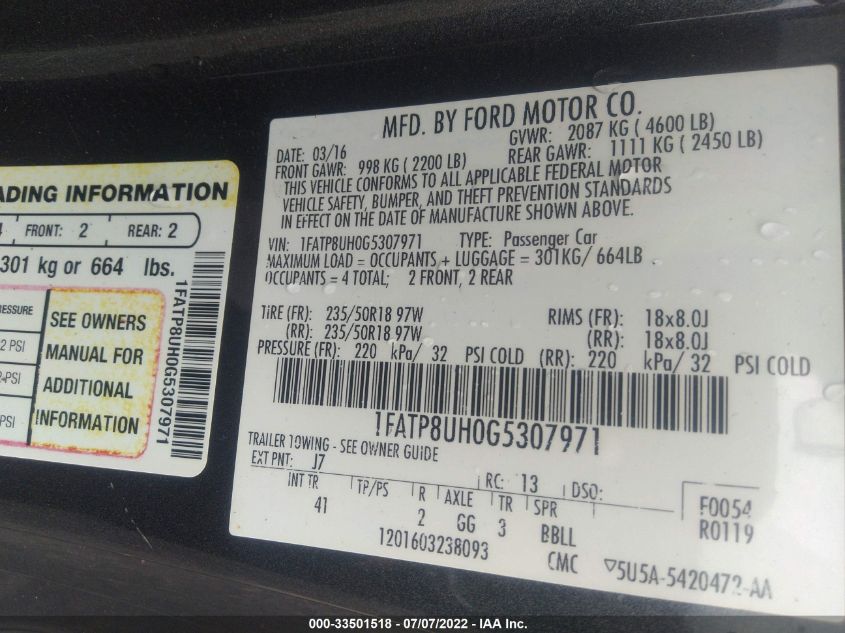 ADING INFORMATION
FRONT: 2 REAR: 2
301 kg or 664 lbs.
RESSURE
2 PSI
PSI
PSI
SEE OWNERS
MANUAL FOR
ADDITIONAL
INFORMATION
1FATP8UH0G5307971
MFD. BY FORD MOTOR CO.
DATE: 03/16 GVWR: 2087 KG ( 4600 LB)
FRONT GAWR: 998 KG ( 2200 LB) REAR GAWR: 1111 KG ( 2450 LB)
THIS VEHICLE CONFORMS TO ALL APPLICABLE FEDERAL MOTOR
VEHICLE SAFETY, BUMPER, AND THEFT PREVENTION STANDARDS
IN EFFECT ON THE DATE OF MANUFACTURE SHOWN ABOVE.
VIN: 1FATP8UH0G5307971 TYPE: Passenger Car
MAXIMUM LOAD = OCCUPANTS + LUGGAGE = 301KG/ 664LB
OCCUPANTS = 4 TOTAL; 2 FRONT, 2 REAR
TIRE (FR): 235/50R18 97W RIMS (FR): 18x8.0J
(RR): 235/50R18 97W (RR): 18x8.0J
PRESSURE (FR): 220 kPa/ 32 PSI COLD (RR): 220 kPa/ 32 PSI COLD
1FATP8UH0G5307971
TRAILER TOWING - SEE OWNER GUIDE
EXT PNT: J7 RC: 13 DSO:
INT TR TP/PS R AXLE TR SPR
41 2 GG 3 BBLL
F0054
R0119
1201603238093 CMC ▽5U5A-5420472-AA
000-33501518 - 07/07/2022 - IAA Inc.